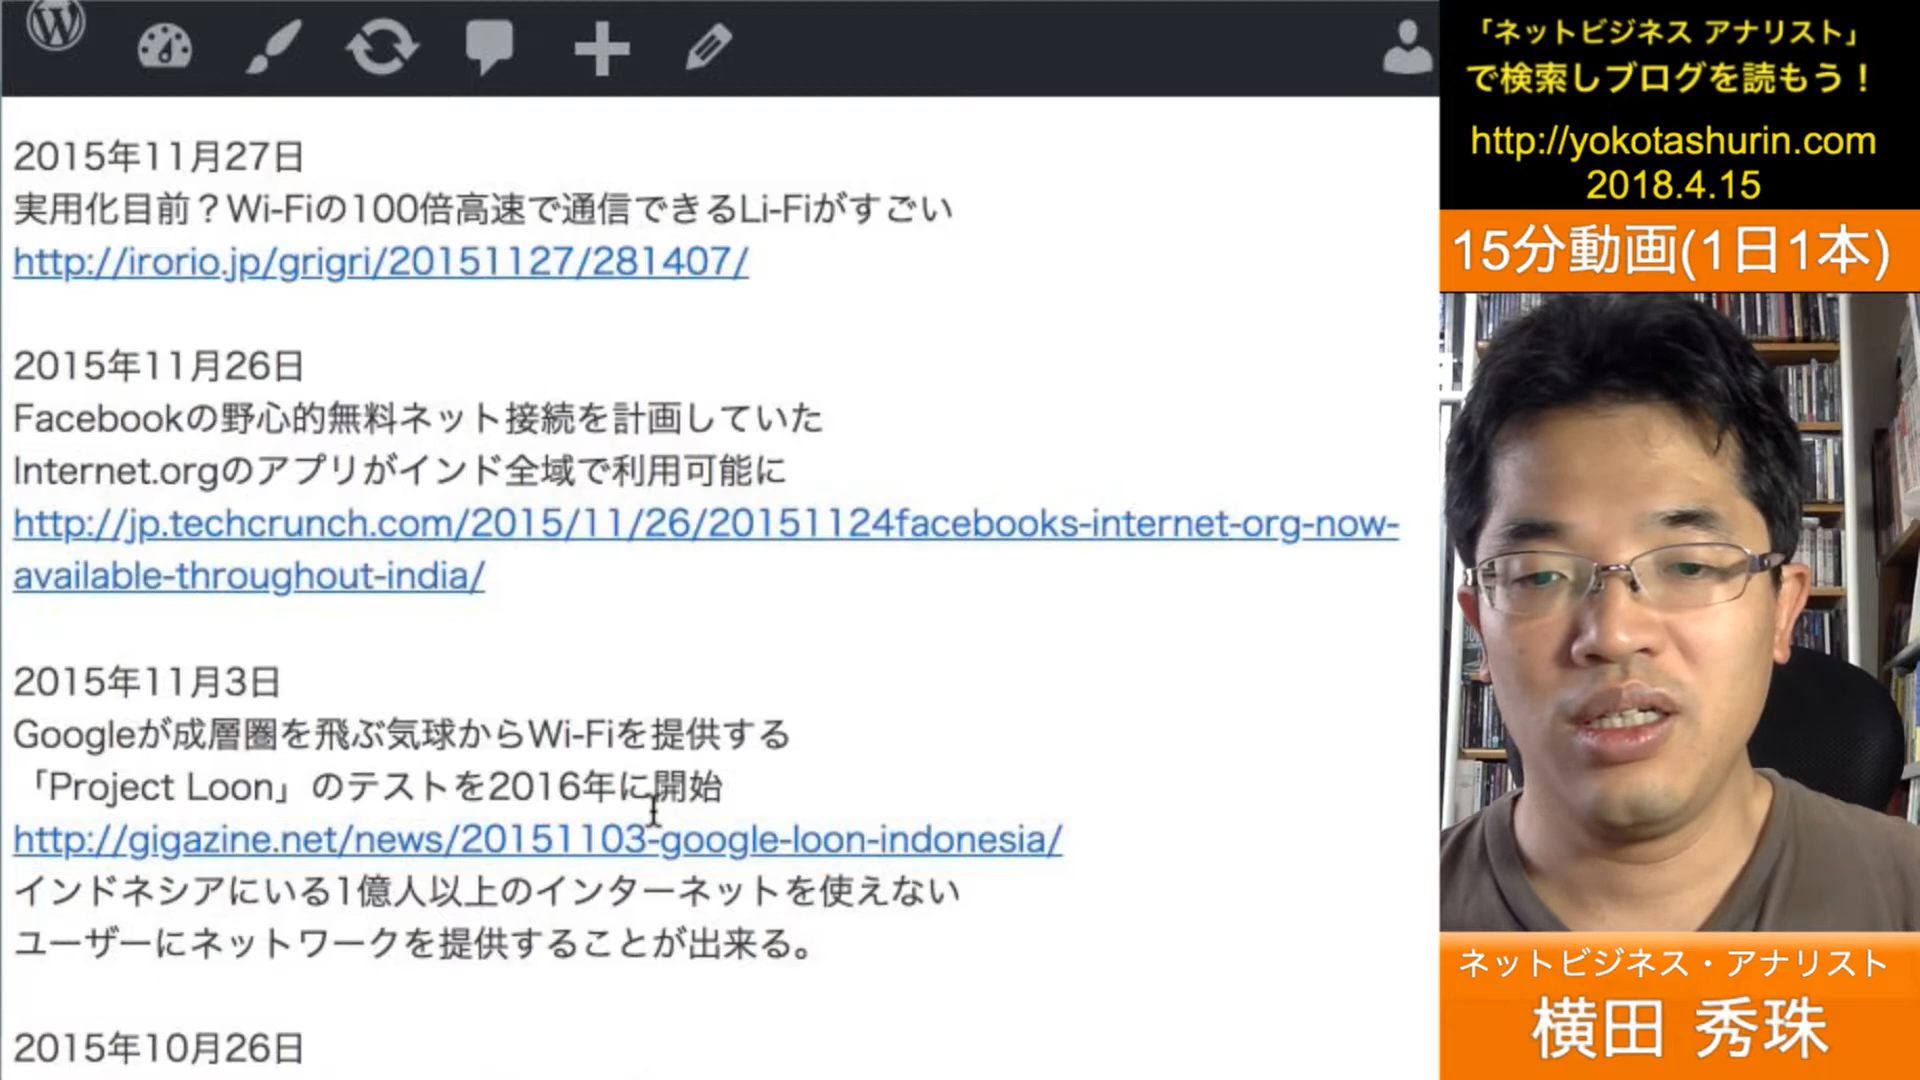 2015年11月27日
実用化目前？Wi-Fiの100倍高速で通信できるLi-Fiがすごい
http://irorio.jp/grigri/20151127/281407/
2015年11月26日
Facebookの野心的無料ネット接続を計画していた
Internet.orgのアプリがインド全域で利用可能に
http://jp.techcrunch.com/2015/11/26/20151124facebooks-internet-org-now-
available-throughout-india/
2015年11月3日
Googleが成層圏を飛ぶ気球からWi-Fiを提供する
「Project Loon」のテストを2016年に開始
http://gigazine.net/news/20151103-google-loon-indonesia/
インドネシアにいる1億人以上のインターネットを使えない
ユーザーにネットワークを提供することが出来る。
2015年10月26日
「ネットビジネス アナリスト」
で検索しブログを読もう！
http://yokotashurin.com
2018.4.15
15分動画(1日1本)
ネットビジネス・アナリスト
横田 秀珠